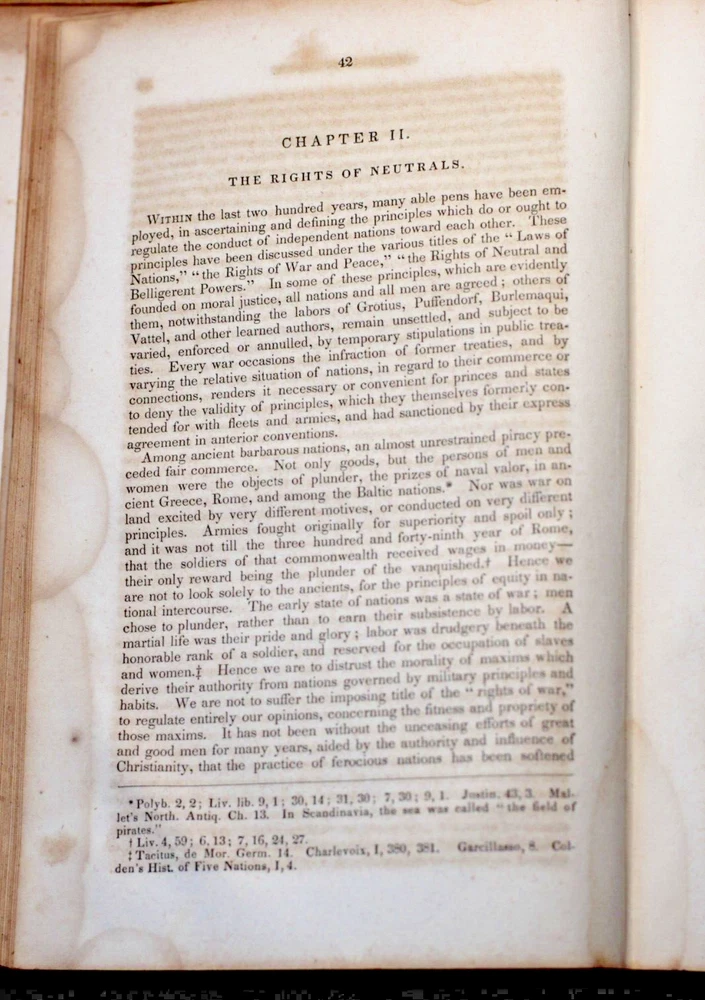 42
CHAPTER II.
THE RIGHTS OF NEUTRALS.
WITHIN the last two hundred years, many able pens have been em-
ployed, in ascertaining and defining the principles which do or ought to
regulate the conduct of independent nations toward each other. These
principles have been discussed under the various titles of the “ Laws of
Nations,” “ the Rights of War and Peace,” “ the Rights of Neutral and
Belligerent Powers.” In some of these principles, which are evidently
founded on moral justice, all nations and all men are agreed ; others of
them, notwithstanding the labors of Grotius, Puffendorf, Burlemaqui,
Vattel, and other learned authors, remain unsettled, and subject to be
varied, enforced or annulled, by temporary stipulations in public trea-
ties. Every war occasions the infraction of former treaties, and by
varying the relative situation of nations, in regard to their commerce or
connections, renders it necessary or convenient for princes and states
to deny the validity of principles, which they themselves formerly con-
tended for with fleets and armies, and had sanctioned by their express
agreement in anterior conventions.
Among ancient barbarous nations, an almost unrestrained piracy pre-
ceded fair commerce. Not only goods, but the persons of men and
women were the objects of plunder, the prizes of naval valor, in an-
cient Greece, Rome, and among the Baltic nations.* Nor was war on
land excited by very different motives, or conducted on very different
principles. Armies fought originally for superiority and spoil only ;
and it was not till the three hundred and forty-ninth year of Rome,
that the soldiers of that commonwealth received wages in money—
their only reward being the plunder of the vanquished.† Hence we
are not to look solely to the ancients, for the principles of equity in na-
tional intercourse. The early state of nations was a state of war ; men
chose to plunder, rather than to earn their subsistence by labor. A
martial life was their pride and glory ; labor was drudgery beneath the
honorable rank of a soldier, and reserved for the occupation of slaves
and women.‡ Hence we are to distrust the morality of maxims which
derive their authority from nations governed by military principles and
habits. We are not to suffer the imposing title of the “ rights of war,”
to regulate entirely our opinions, concerning the fitness and propriety of
those maxims. It has not been without the unceasing efforts of great
and good men for many years, aided by the authority and influence of
Christianity, that the practice of ferocious nations has been softened
* Polyb. 2, 2 ; Liv. lib. 9, 1 ; 30, 14 ; 31, 30 ; 7, 30 ; 9, 1. Justin. 43, 3. Mal-
let’s North. Antiq. Ch. 13. In Scandinavia, the sea was called “ the field of
pirates.”
† Liv. 4, 59 ; 6, 13 ; 7, 16, 21, 27.
‡ Tacitus, de Mor. Germ. 14. Charlevoix, I, 380, 381. Garcillasso, 8. Col-
den’s Hist. of Five Nations, I, 4.